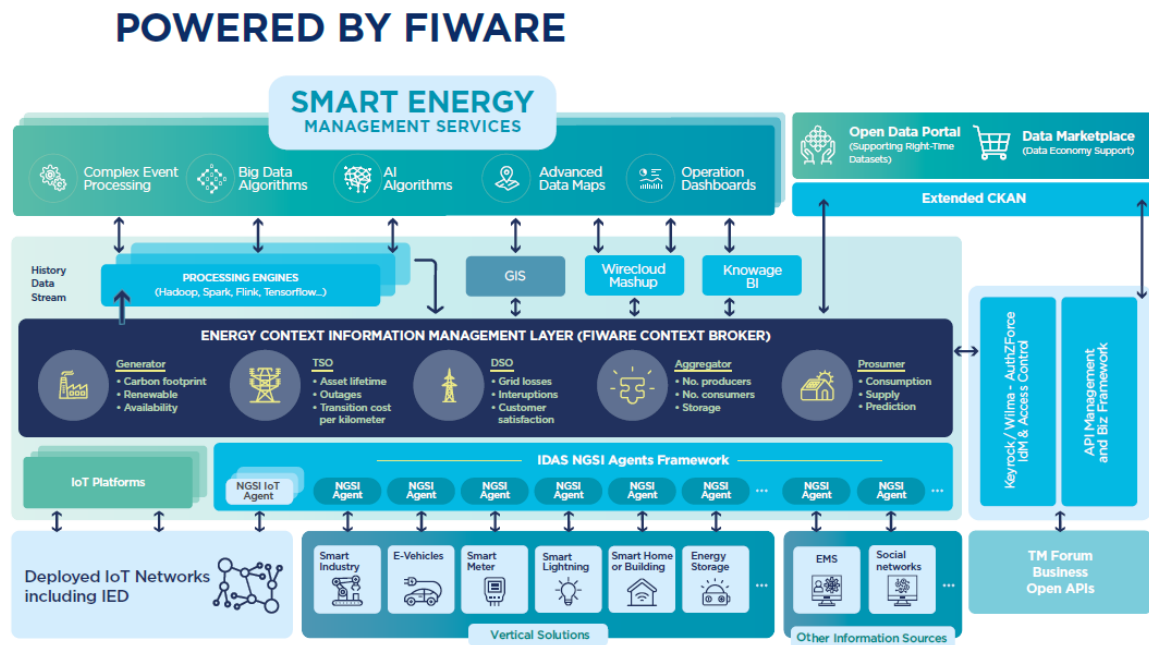 POWERED BY FIWARE
SMART ENERGY
MANAGEMENT SERVICES
Complex Event
Processing
Big Data
Algorithms
AI
Algorithms
Advanced
Data Maps
Operation
Dashboards
Open Data Portal
(Supporting Right-Time
Datasets)
Data Marketplace
(Data Economy Support)
Extended CKAN
History
Data
Stream
PROCESSING ENGINES
(Hadoop, Spark, Flink, Tensorflow...)
GIS
Wirecloud
Mashup
Knowage
BI
ENERGY CONTEXT INFORMATION MANAGEMENT LAYER (FIWARE CONTEXT BROKER)
Generator
• Carbon footprint
• Renewable
• Availability
TSO
• Asset lifetime
• Outages
• Transition cost
per kilometer
DSO
• Grid losses
• Interuptions
• Customer
satisfaction
Aggregator
• No. producers
• No. consumers
• Storage
Prosumer
• Consumption
• Supply
• Prediction
Keyrock / Wilma - AuthZForce
IdM & Access Control
API Management
and Biz Framework
IoT Platforms
IDAS NGSI Agents Framework
NGSI IoT
Agent
NGSI
Agent
NGSI
Agent
NGSI
Agent
NGSI
Agent
NGSI
Agent
NGSI
Agent
...
NGSI
Agent
NGSI
Agent
...
Deployed IoT Networks
including IED
Smart
Industry
E-Vehicles
Smart
Meter
Smart
Lightning
Smart Home
or Building
Energy
Storage
...
Vertical Solutions
EMS
Social
networks
...
Other Information Sources
TM Forum
Business
Open APIs